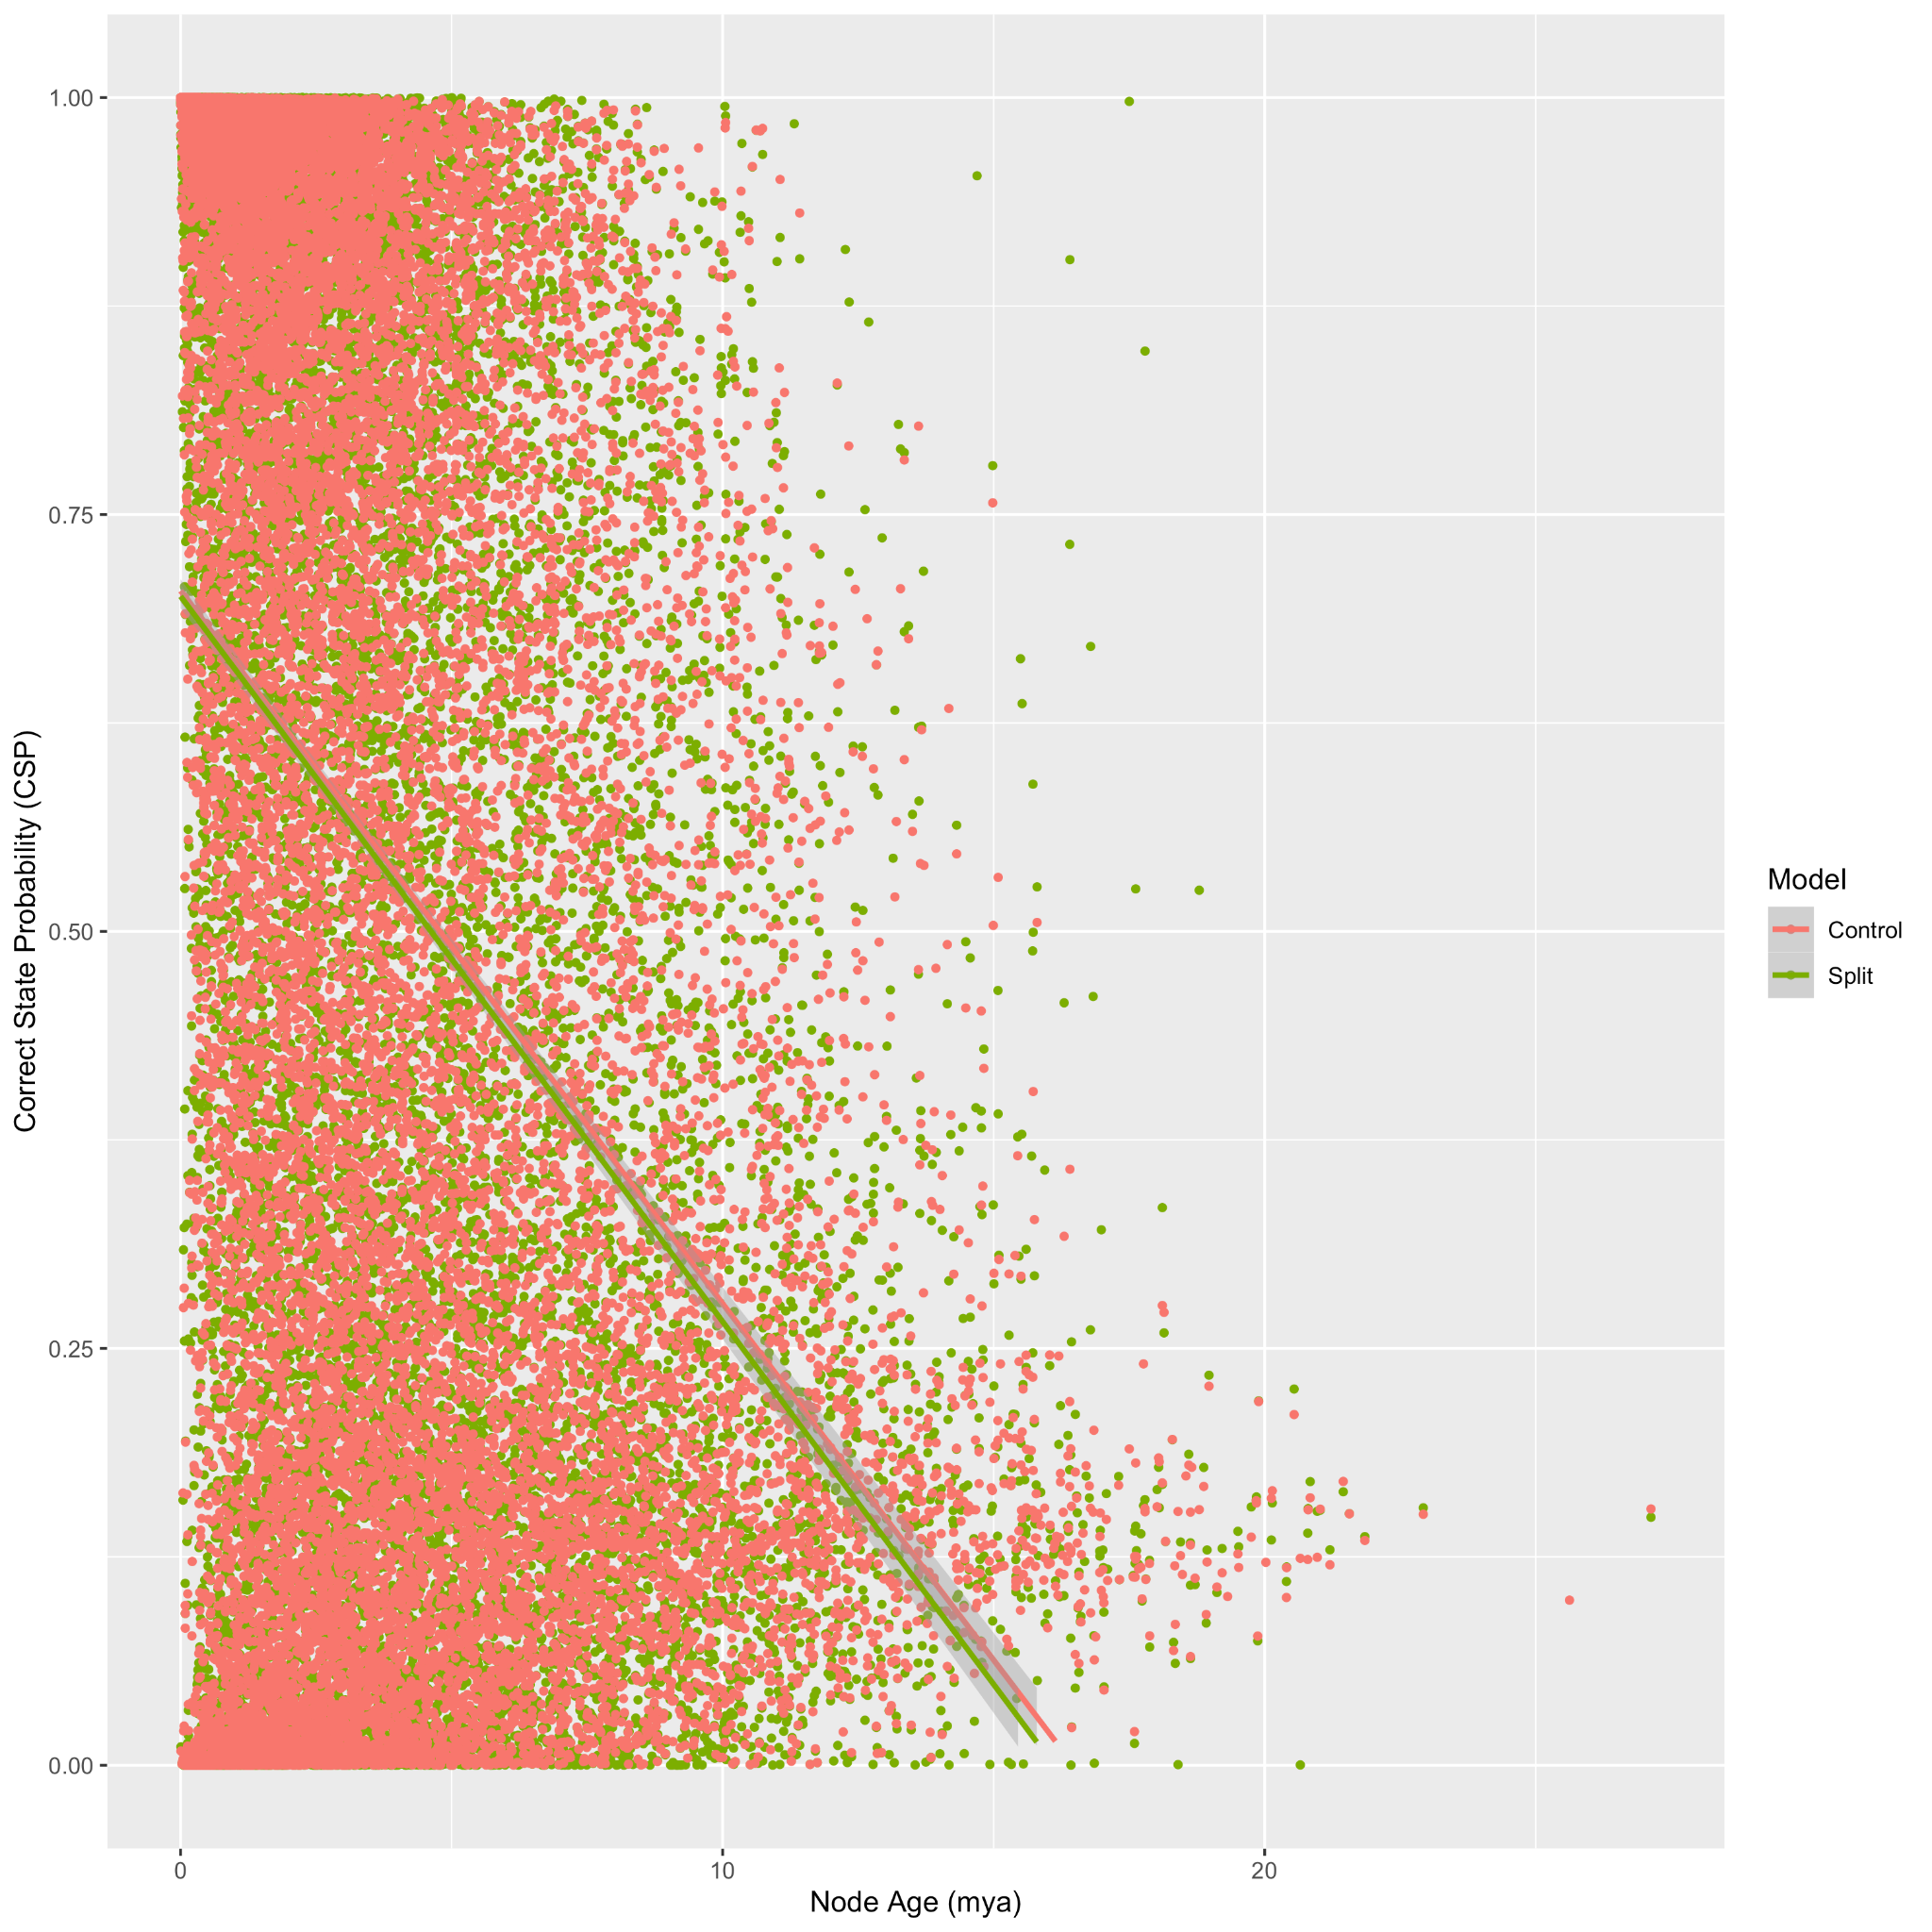 1.00
0.75
0.50
0.25
0.00
Correct State Probability (CSP)
0
10
20
Node Age (mya)
Model
Control
Split